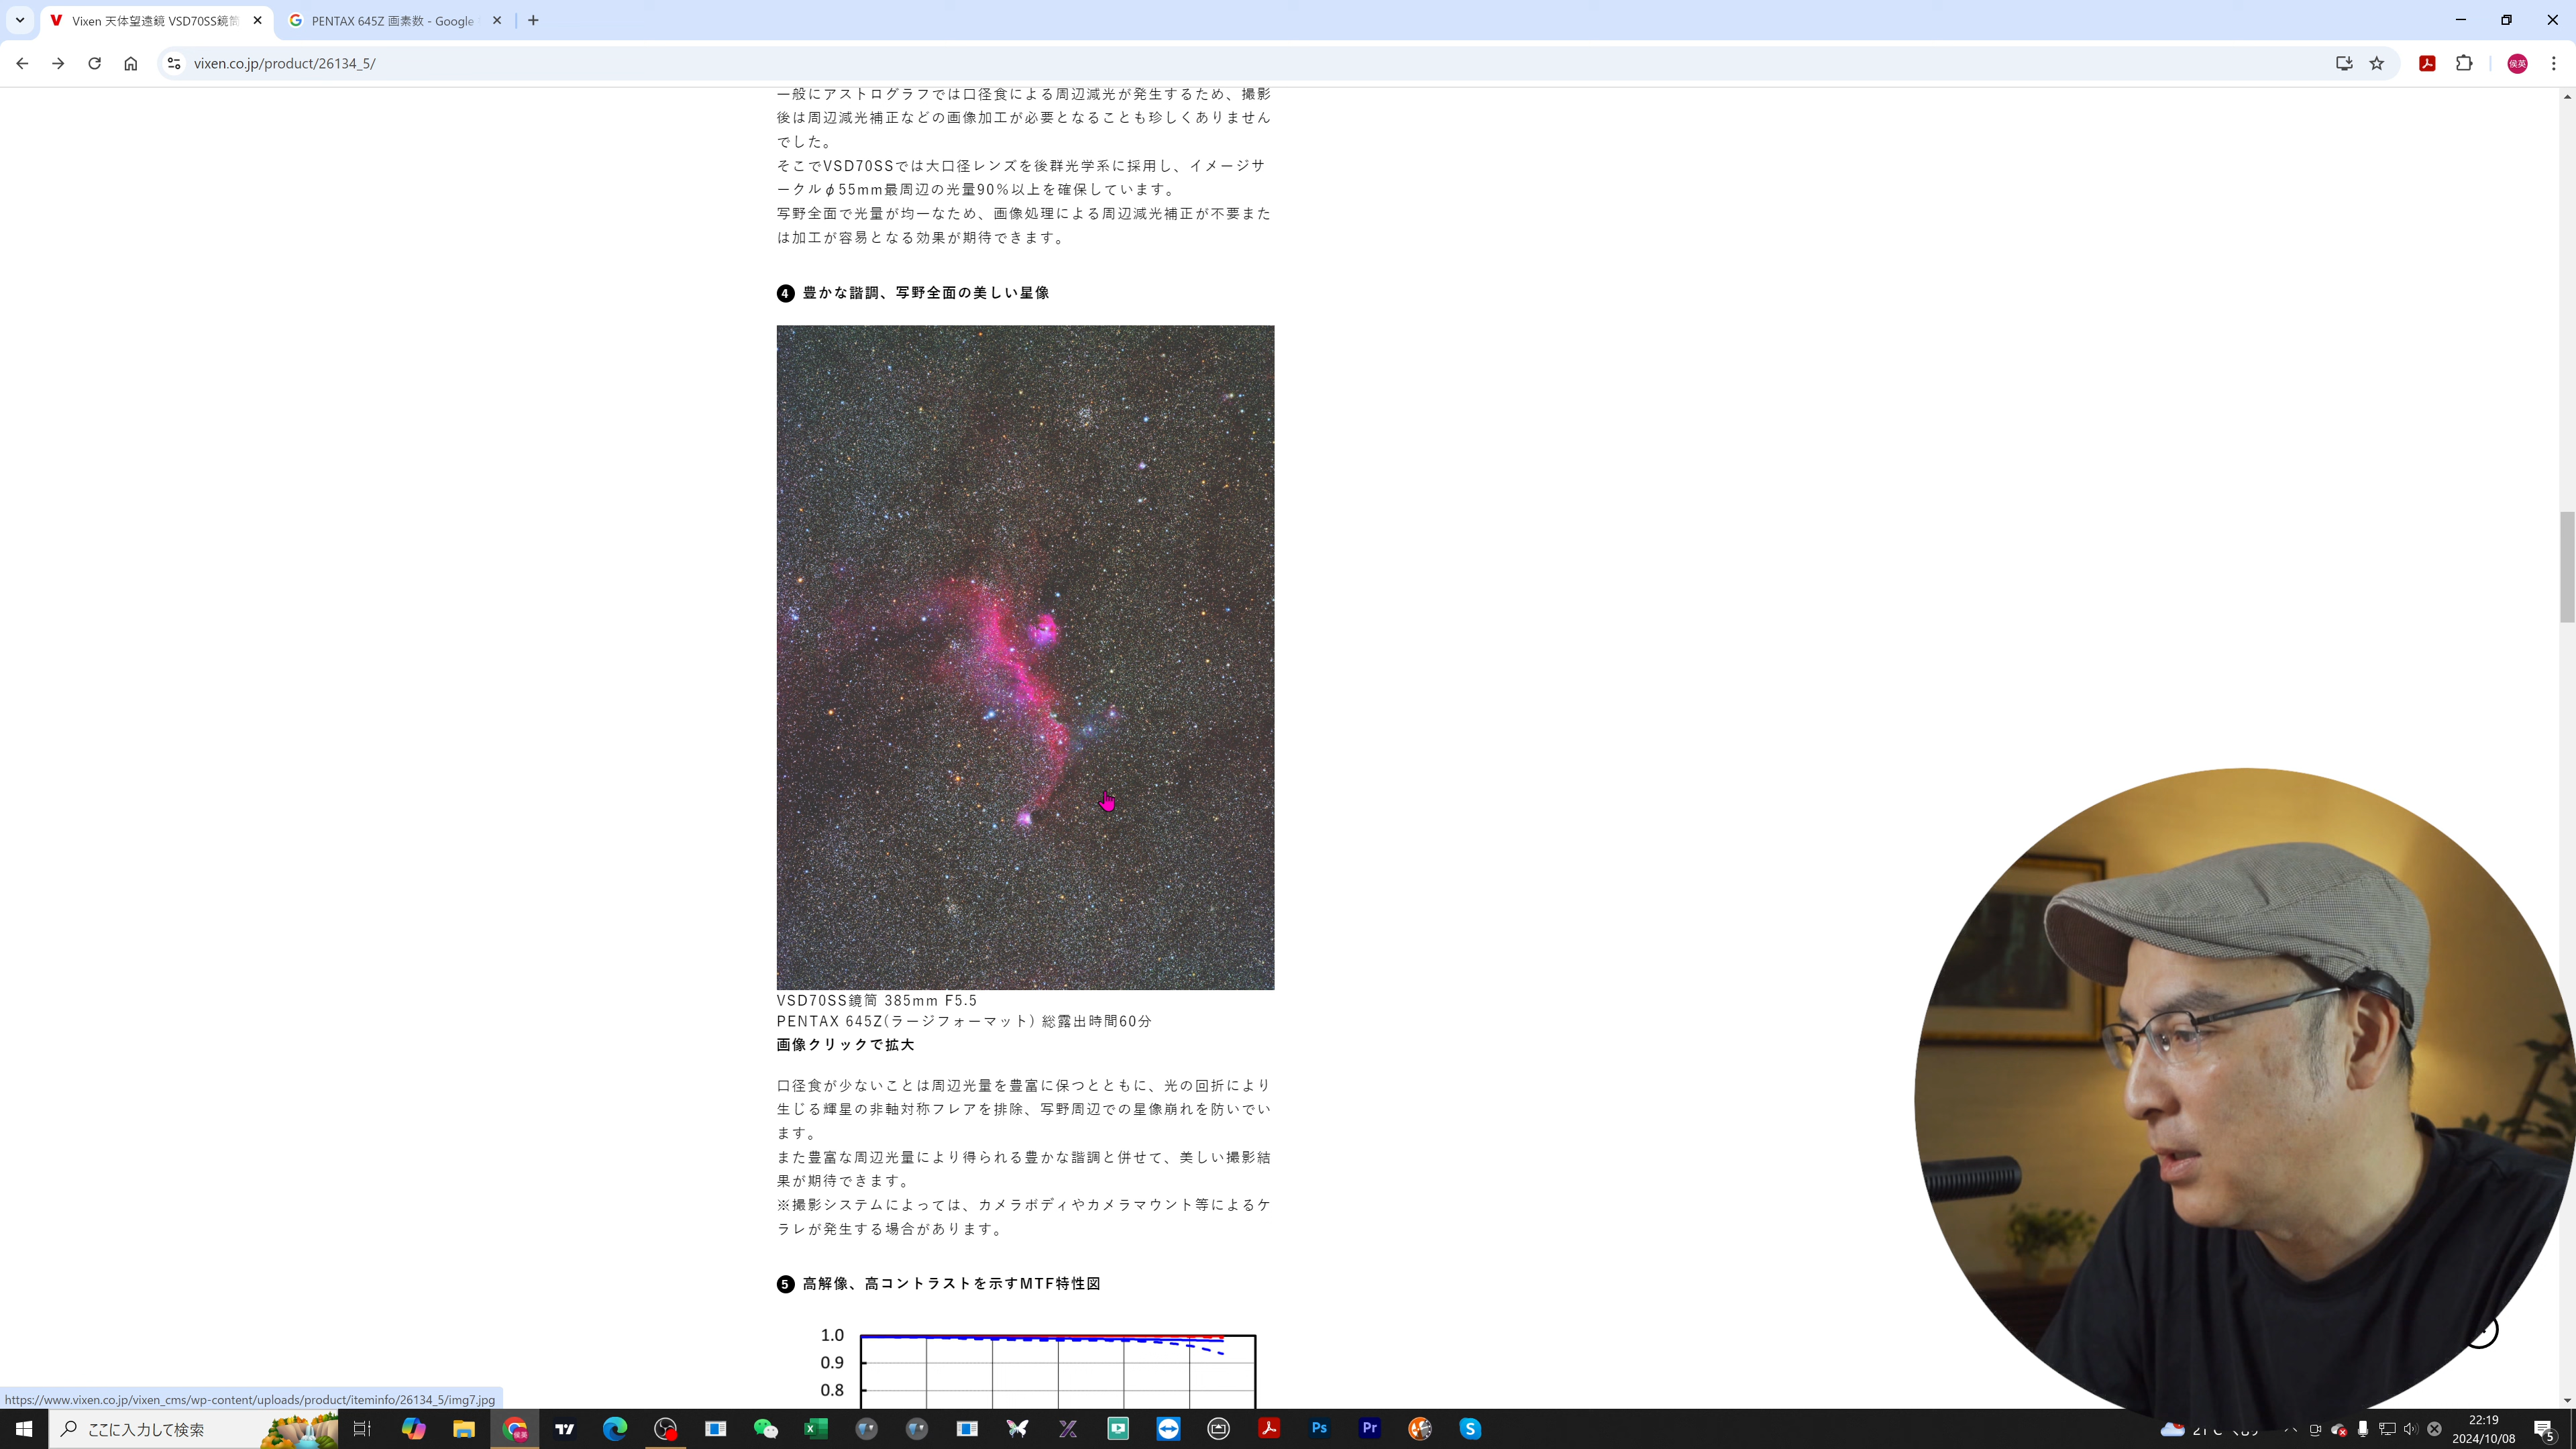 Vixen 天体望遠鏡 VSD70SS鏡筒
PENTAX 645Z 画素数 - Google
vixen.co.jp/product/26134_5/
侯英
一般にアストログラフでは口径食による周辺減光が発生するため、撮影
後は周辺減光補正などの画像加工が必要となることも珍しくありません
でした。
そこでVSD70SSでは大口径レンズを後群光学系に採用し、イメージサ
ークルφ55mm最周辺の光量90%以上を確保しています。
写野全面で光量が均一なため、画像処理による周辺減光補正が不要また
は加工が容易となる効果が期待できます。
4 豊かな諧調、写野全面の美しい星像
VSD70SS鏡筒 385mm F5.5
PENTAX 645Z(ラージフォーマット) 総露出時間60分
画像クリックで拡大
口径食が少ないことは周辺光量を豊富に保つとともに、光の回折により
生じる輝星の非軸対称フレアを排除、写野周辺での星像崩れを防いでい
ます。
また豊富な周辺光量により得られる豊かな諧調と併せて、美しい撮影結
果が期待できます。
※撮影システムによっては、カメラボディやカメラマウント等によるケ
ラレが発生する場合があります。
5 高解像、高コントラストを示すMTF特性図
1.0
0.9
0.8
https://www.vixen.co.jp/vixen_cms/wp-content/uploads/product/iteminfo/26134_5/img7.jpg
ここに入力して検索
Ps
Pr
22:19
2024/10/08
5